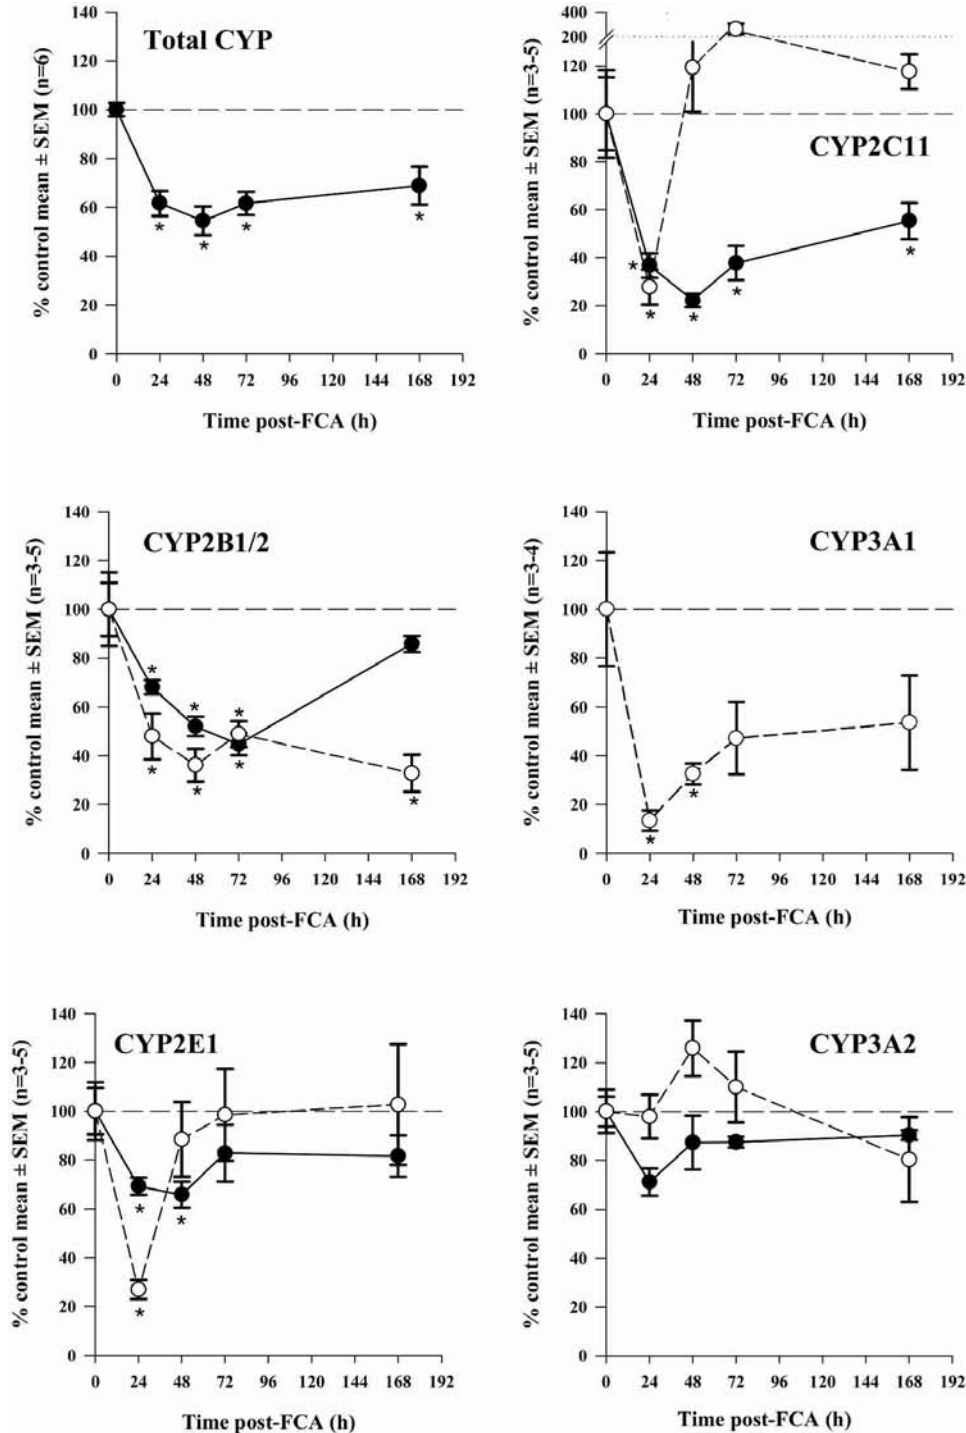 Total CYP
% control mean ± SEM (n=6)
140
120
100
80
60
40
20
0
* * * *
0 24 48 72 96 120 144 168 192
Time post-FCA (h)
CYP2C11
% control mean ± SEM (n=3-5)
400
200
120
100
80
60
40
20
0
* * * * *
0 24 48 72 96 120 144 168 192
Time post-FCA (h)
CYP2B1/2
% control mean ± SEM (n=3-5)
140
120
100
80
60
40
20
0
* * *
* * * *
0 24 48 72 96 120 144 168 192
Time post-FCA (h)
CYP3A1
% control mean ± SEM (n=3-4)
140
120
100
80
60
40
20
0
* *
0 24 48 72 96 120 144 168 192
Time post-FCA (h)
CYP2E1
% control mean ± SEM (n=3-5)
140
120
100
80
60
40
20
0
* *
*
0 24 48 72 96 120 144 168 192
Time post-FCA (h)
CYP3A2
% control mean ± SEM (n=3-5)
140
120
100
80
60
40
20
0
0 24 48 72 96 120 144 168 192
Time post-FCA (h)